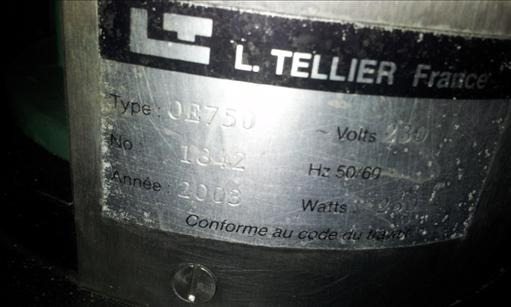 LT L. TELLIER France
Type : OE750 ~ Volts 230
No : 1342 Hz 50/60
Année : 2003 Watts :
Conforme au code du travail